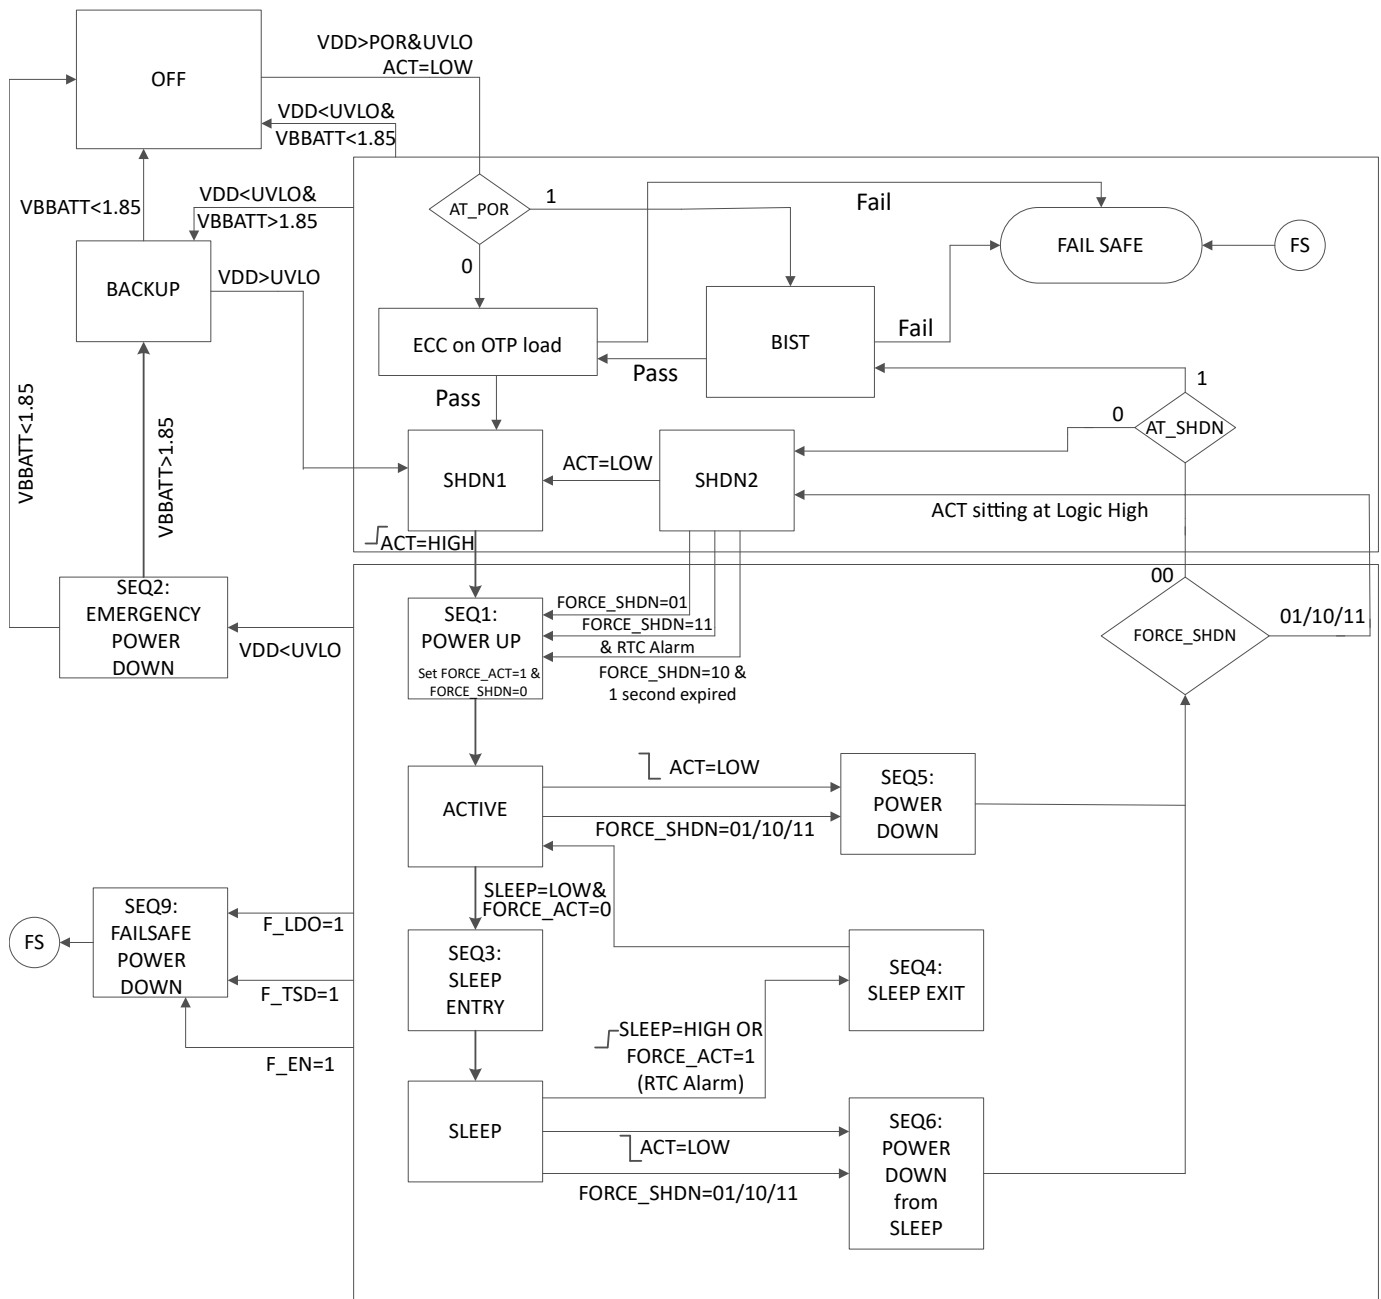 VDD>POR&UVLO
ACT=LOW
OFF
VDD<UVLO&
VBBATT<1.85
VBBATT<1.85
VDD<UVLO&
VBBATT>1.85
AT_POR
1
0
Fail
FAIL SAFE
FS
BACKUP
VDD>UVLO
ECC on OTP load
BIST
Fail
Pass
Pass
1
0
AT_SHDN
VBBATT<1.85
VBBATT>1.85
SHDN1
ACT=LOW
SHDN2
ACT sitting at Logic High
ACT=HIGH
SEQ2:
EMERGENCY
POWER
DOWN
VDD<UVLO
SEQ1:
POWER UP
Set FORCE_ACT=1 &
FORCE_SHDN=0
FORCE_SHDN=01
FORCE_SHDN=11
& RTC Alarm
FORCE_SHDN=10 &
1 second expired
00
FORCE_SHDN
01/10/11
ACTIVE
ACT=LOW
FORCE_SHDN=01/10/11
SEQ5:
POWER
DOWN
SLEEP=LOW&
FORCE_ACT=0
SEQ9:
FAILSAFE
POWER
DOWN
FS
F_LDO=1
F_TSD=1
F_EN=1
SEQ3:
SLEEP
ENTRY
SEQ4:
SLEEP EXIT
SLEEP=HIGH OR
FORCE_ACT=1
(RTC Alarm)
SLEEP
ACT=LOW
FORCE_SHDN=01/10/11
SEQ6:
POWER
DOWN
from
SLEEP